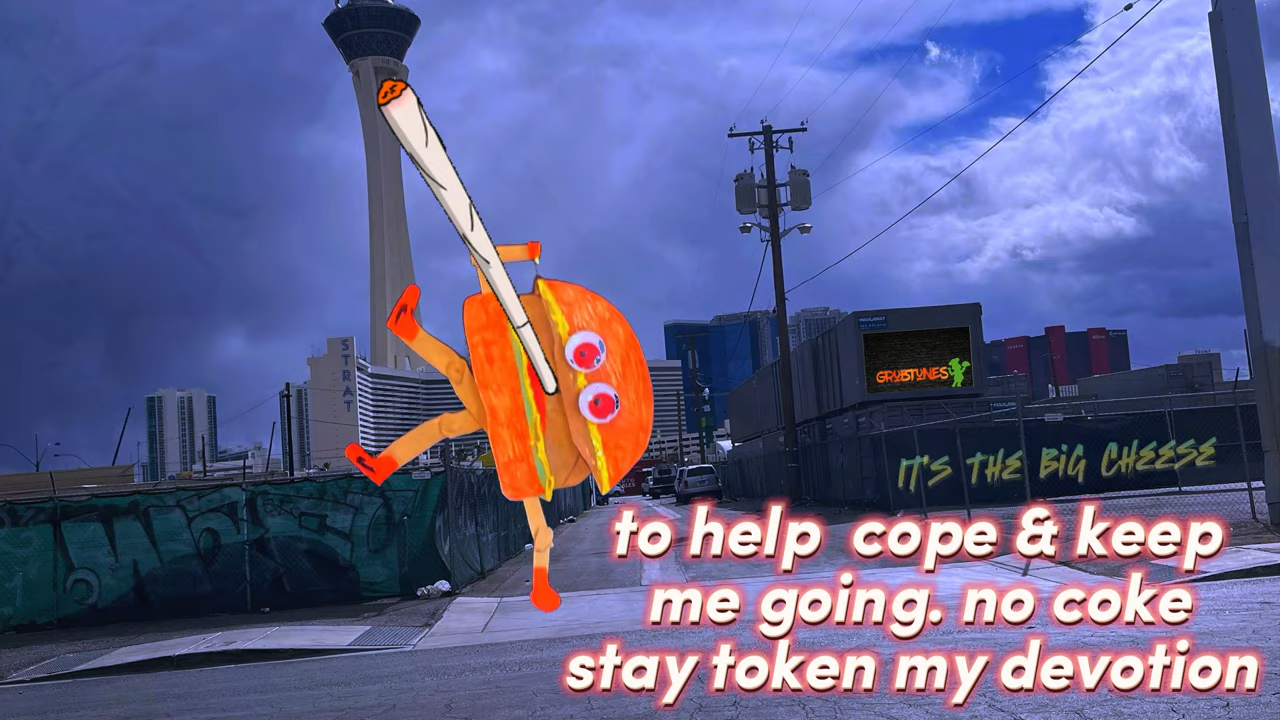 STRAT
GRUBTUNES
IT'S THE BIG CHEESE
to help cope & keep
me going. no coke
stay token my devotion